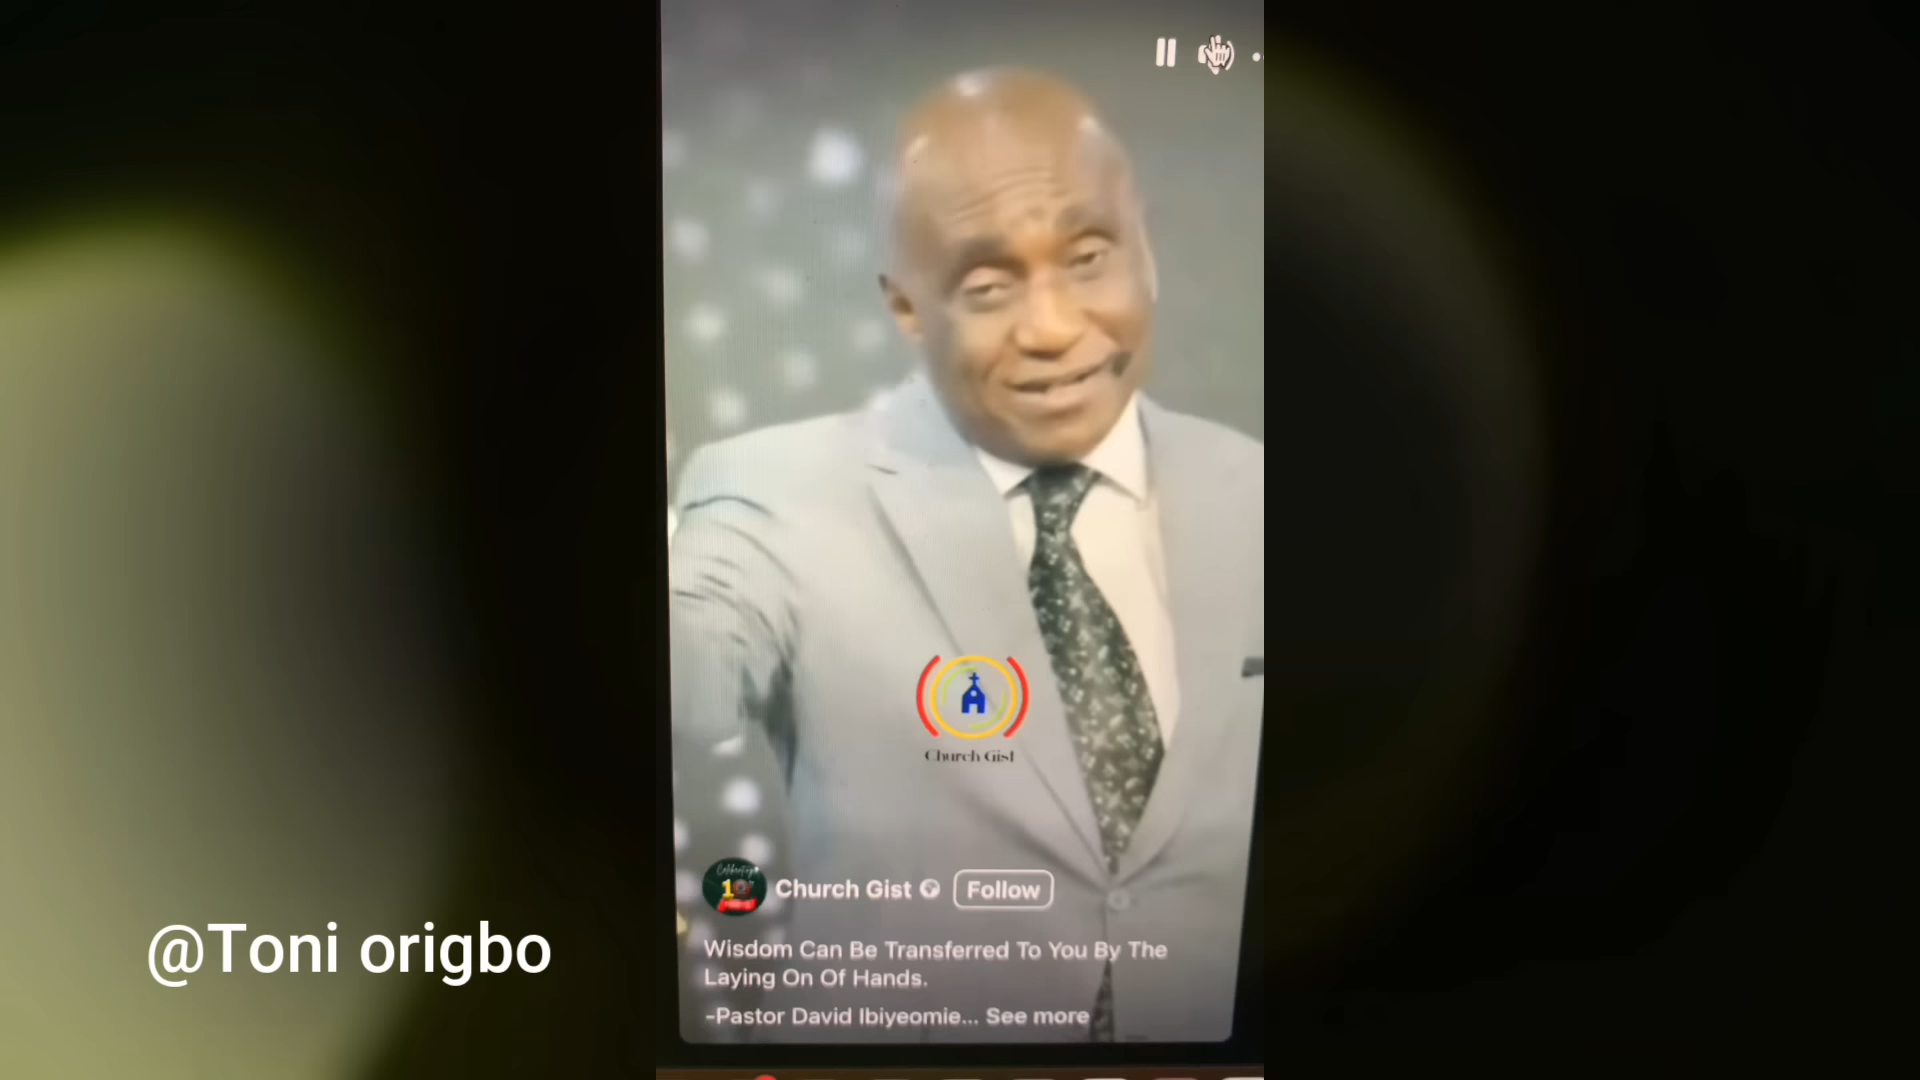 Church Gist
Church Gist Follow
Wisdom Can Be Transferred To You By The
Laying On Of Hands.
-Pastor David Ibiyeomie... See more
@Toni origbo